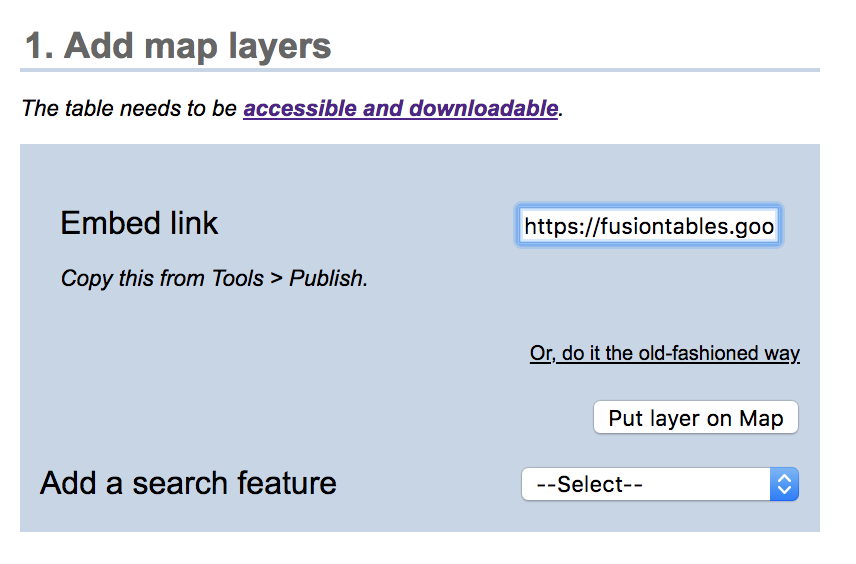 1. Add map layers
The table needs to be accessible and downloadable.
Embed link
https://fusiontables.goo
Copy this from Tools > Publish.
Or, do it the old-fashioned way
Put layer on Map
Add a search feature
--Select--